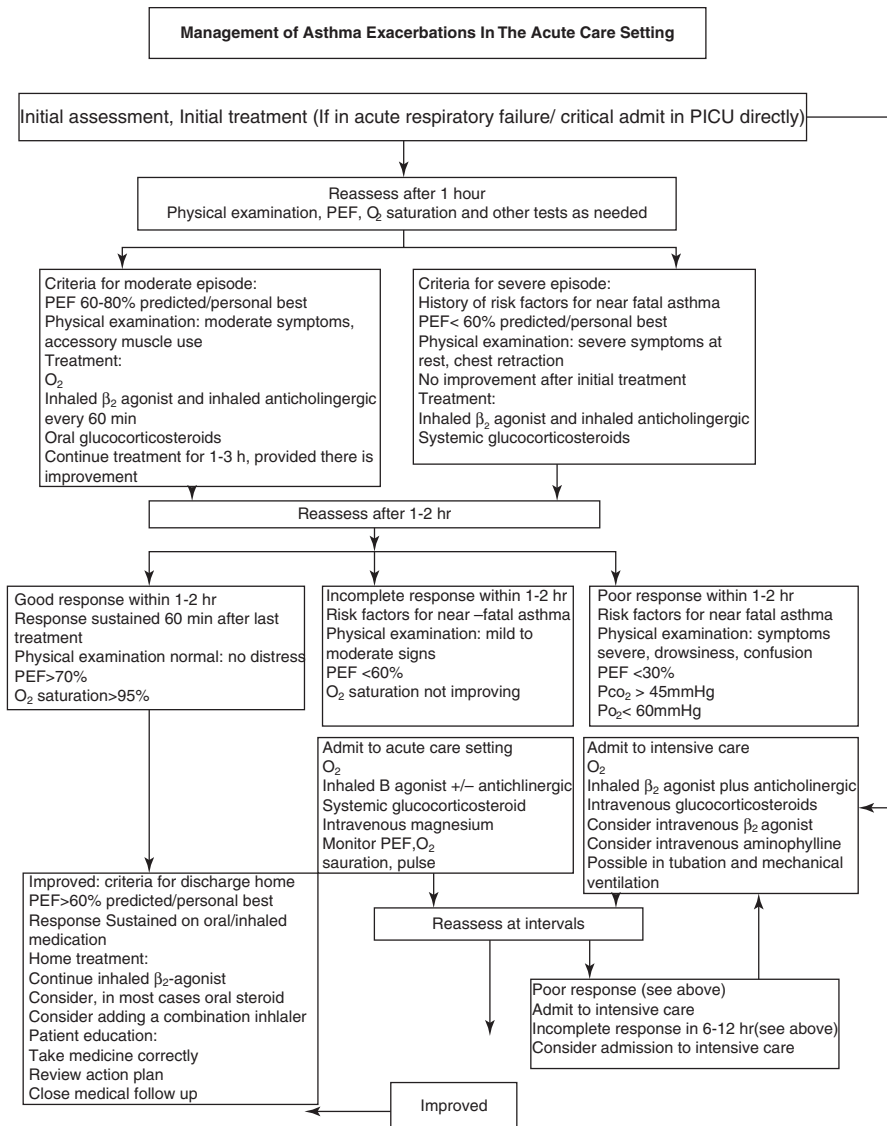 Management of Asthma Exacerbations In The Acute Care Setting
Initial assessment, Initial treatment (If in acute respiratory failure/ critical admit in PICU directly)
Reassess after 1 hour
Physical examination, PEF, O₂ saturation and other tests as needed
Criteria for moderate episode:
PEF 60-80% predicted/personal best
Physical examination: moderate symptoms,
accessory muscle use
Treatment:
O₂
Inhaled β₂ agonist and inhaled anticholingergic
every 60 min
Oral glucocorticosteroids
Continue treatment for 1-3 h, provided there is
improvement
Criteria for severe episode:
History of risk factors for near fatal asthma
PEF< 60% predicted/personal best
Physical examination: severe symptoms at
rest, chest retraction
No improvement after initial treatment
Treatment:
Inhaled β₂ agonist and inhaled anticholingergic
Systemic glucocorticosteroids
Reassess after 1-2 hr
Good response within 1-2 hr
Response sustained 60 min after last
treatment
Physical examination normal: no distress
PEF>70%
O₂ saturation>95%
Incomplete response within 1-2 hr
Risk factors for near –fatal asthma
Physical examination: mild to
moderate signs
PEF <60%
O₂ saturation not improving
Poor response within 1-2 hr
Risk factors for near fatal asthma
Physical examination: symptoms
severe, drowsiness, confusion
PEF <30%
Pco₂ > 45mmHg
Po₂< 60mmHg
Admit to acute care setting
O₂
Inhaled B agonist +/− antichlinergic
Systemic glucocorticosteroid
Intravenous magnesium
Monitor PEF,O₂
sauration, pulse
Admit to intensive care
O₂
Inhaled β₂ agonist plus anticholinergic
Intravenous glucocorticosteroids
Consider intravenous β₂ agonist
Consider intravenous aminophylline
Possible in tubation and mechanical
ventilation
Improved: criteria for discharge home
PEF>60% predicted/personal best
Response Sustained on oral/inhaled
medication
Home treatment:
Continue inhaled β₂-agonist
Consider, in most cases oral steroid
Consider adding a combination inhlaler
Patient education:
Take medicine correctly
Review action plan
Close medical follow up
Reassess at intervals
Poor response (see above)
Admit to intensive care
Incomplete response in 6-12 hr(see above)
Consider admission to intensive care
Improved